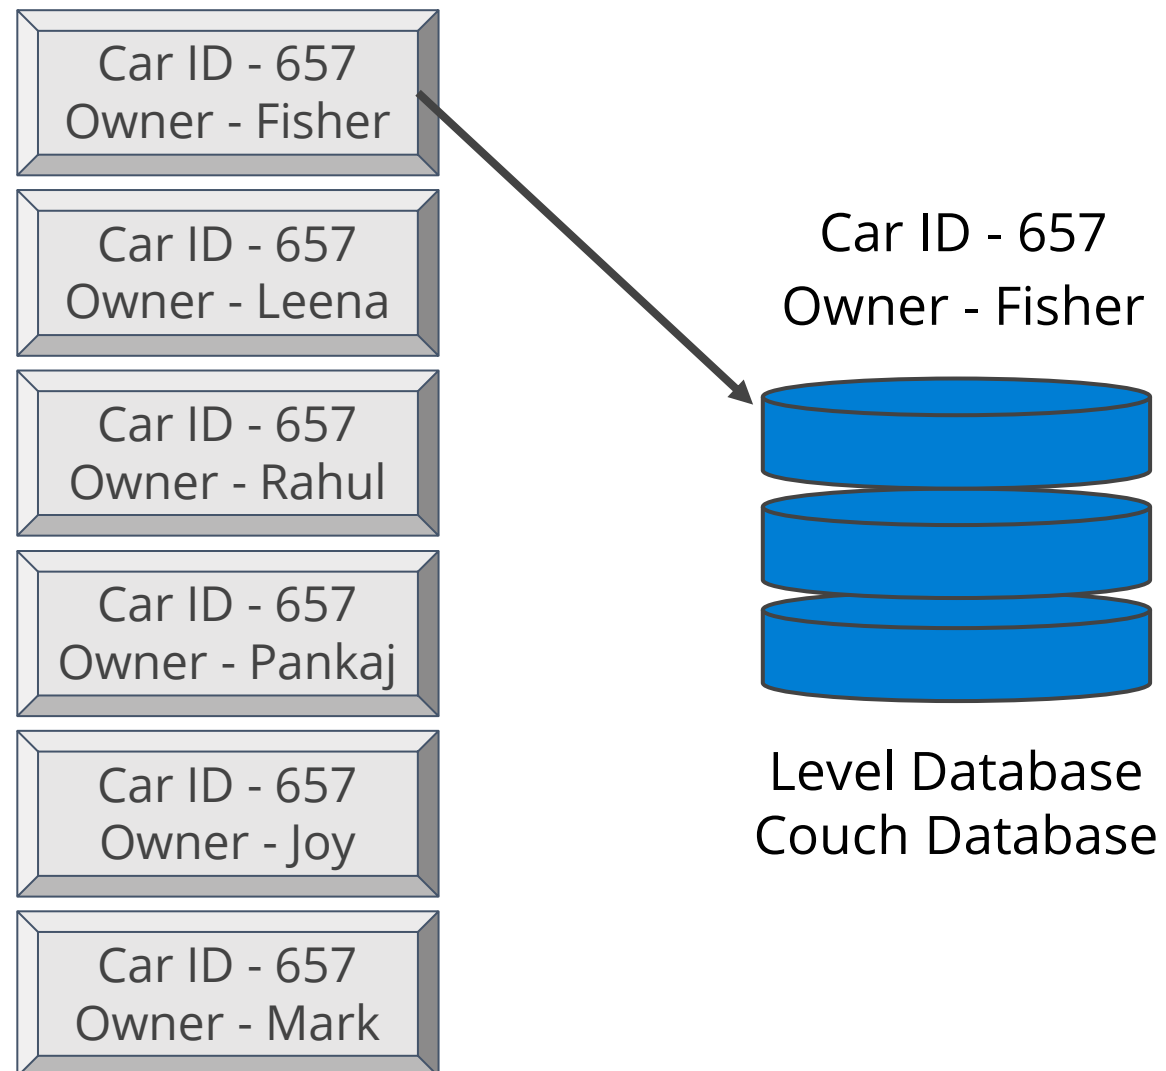 Car ID - 657
Owner - Fisher
Car ID - 657
Owner - Leena
Car ID - 657
Owner - Rahul
Car ID - 657
Owner - Pankaj
Car ID - 657
Owner - Joy
Car ID - 657
Owner - Mark
Car ID - 657
Owner - Fisher
Level Database
Couch Database